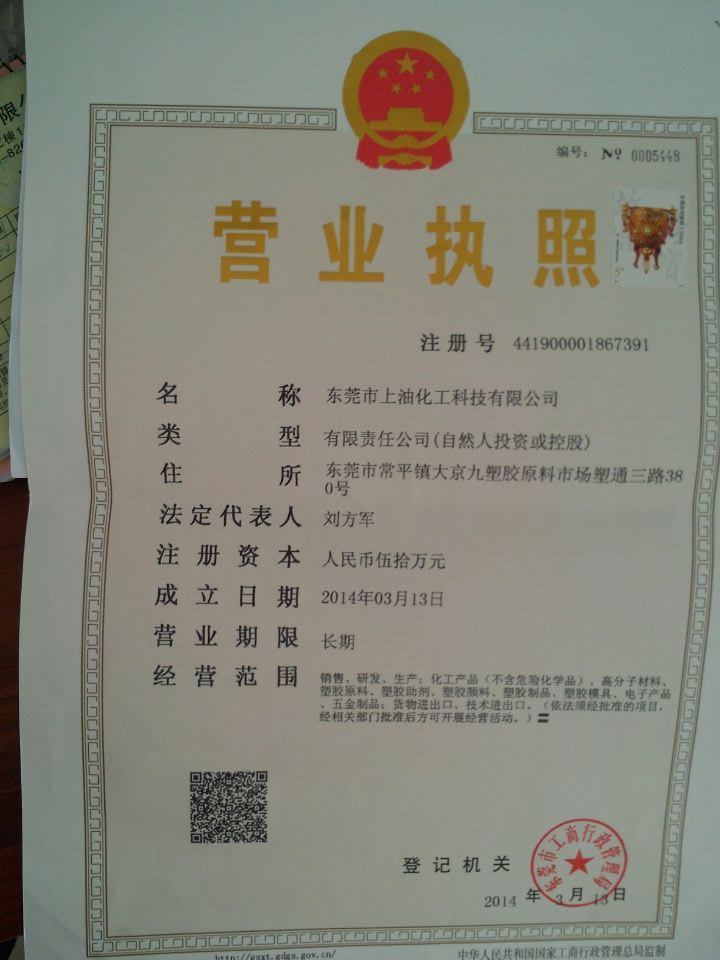 编号: Nº 0005448
营业执照
注册号 441900001867391
名称 东莞市上油化工科技有限公司
类型 有限责任公司(自然人投资或控股)
住所 东莞市常平镇大京九塑胶原料市场塑通三路38
0号
法定代表人 刘方军
注册资本 人民币伍拾万元
成立日期 2014年03月13日
营业期限 长期
经营范围 销售、研发、生产：化工产品（不含危险化学品）、高分子材料、
塑胶原料、塑胶助剂、塑胶颜料、塑胶制品、塑胶模具、电子产品
、五金制品；货物进出口、技术进出口。（依法须经批准的项目，
经相关部门批准后方可开展经营活动。）〓
登记机关
东莞市工商行政管理局
2014 年 3 月 13 日
http://gsxt.gdgs.gov.cn/
中华人民共和国国家工商行政管理总局监制